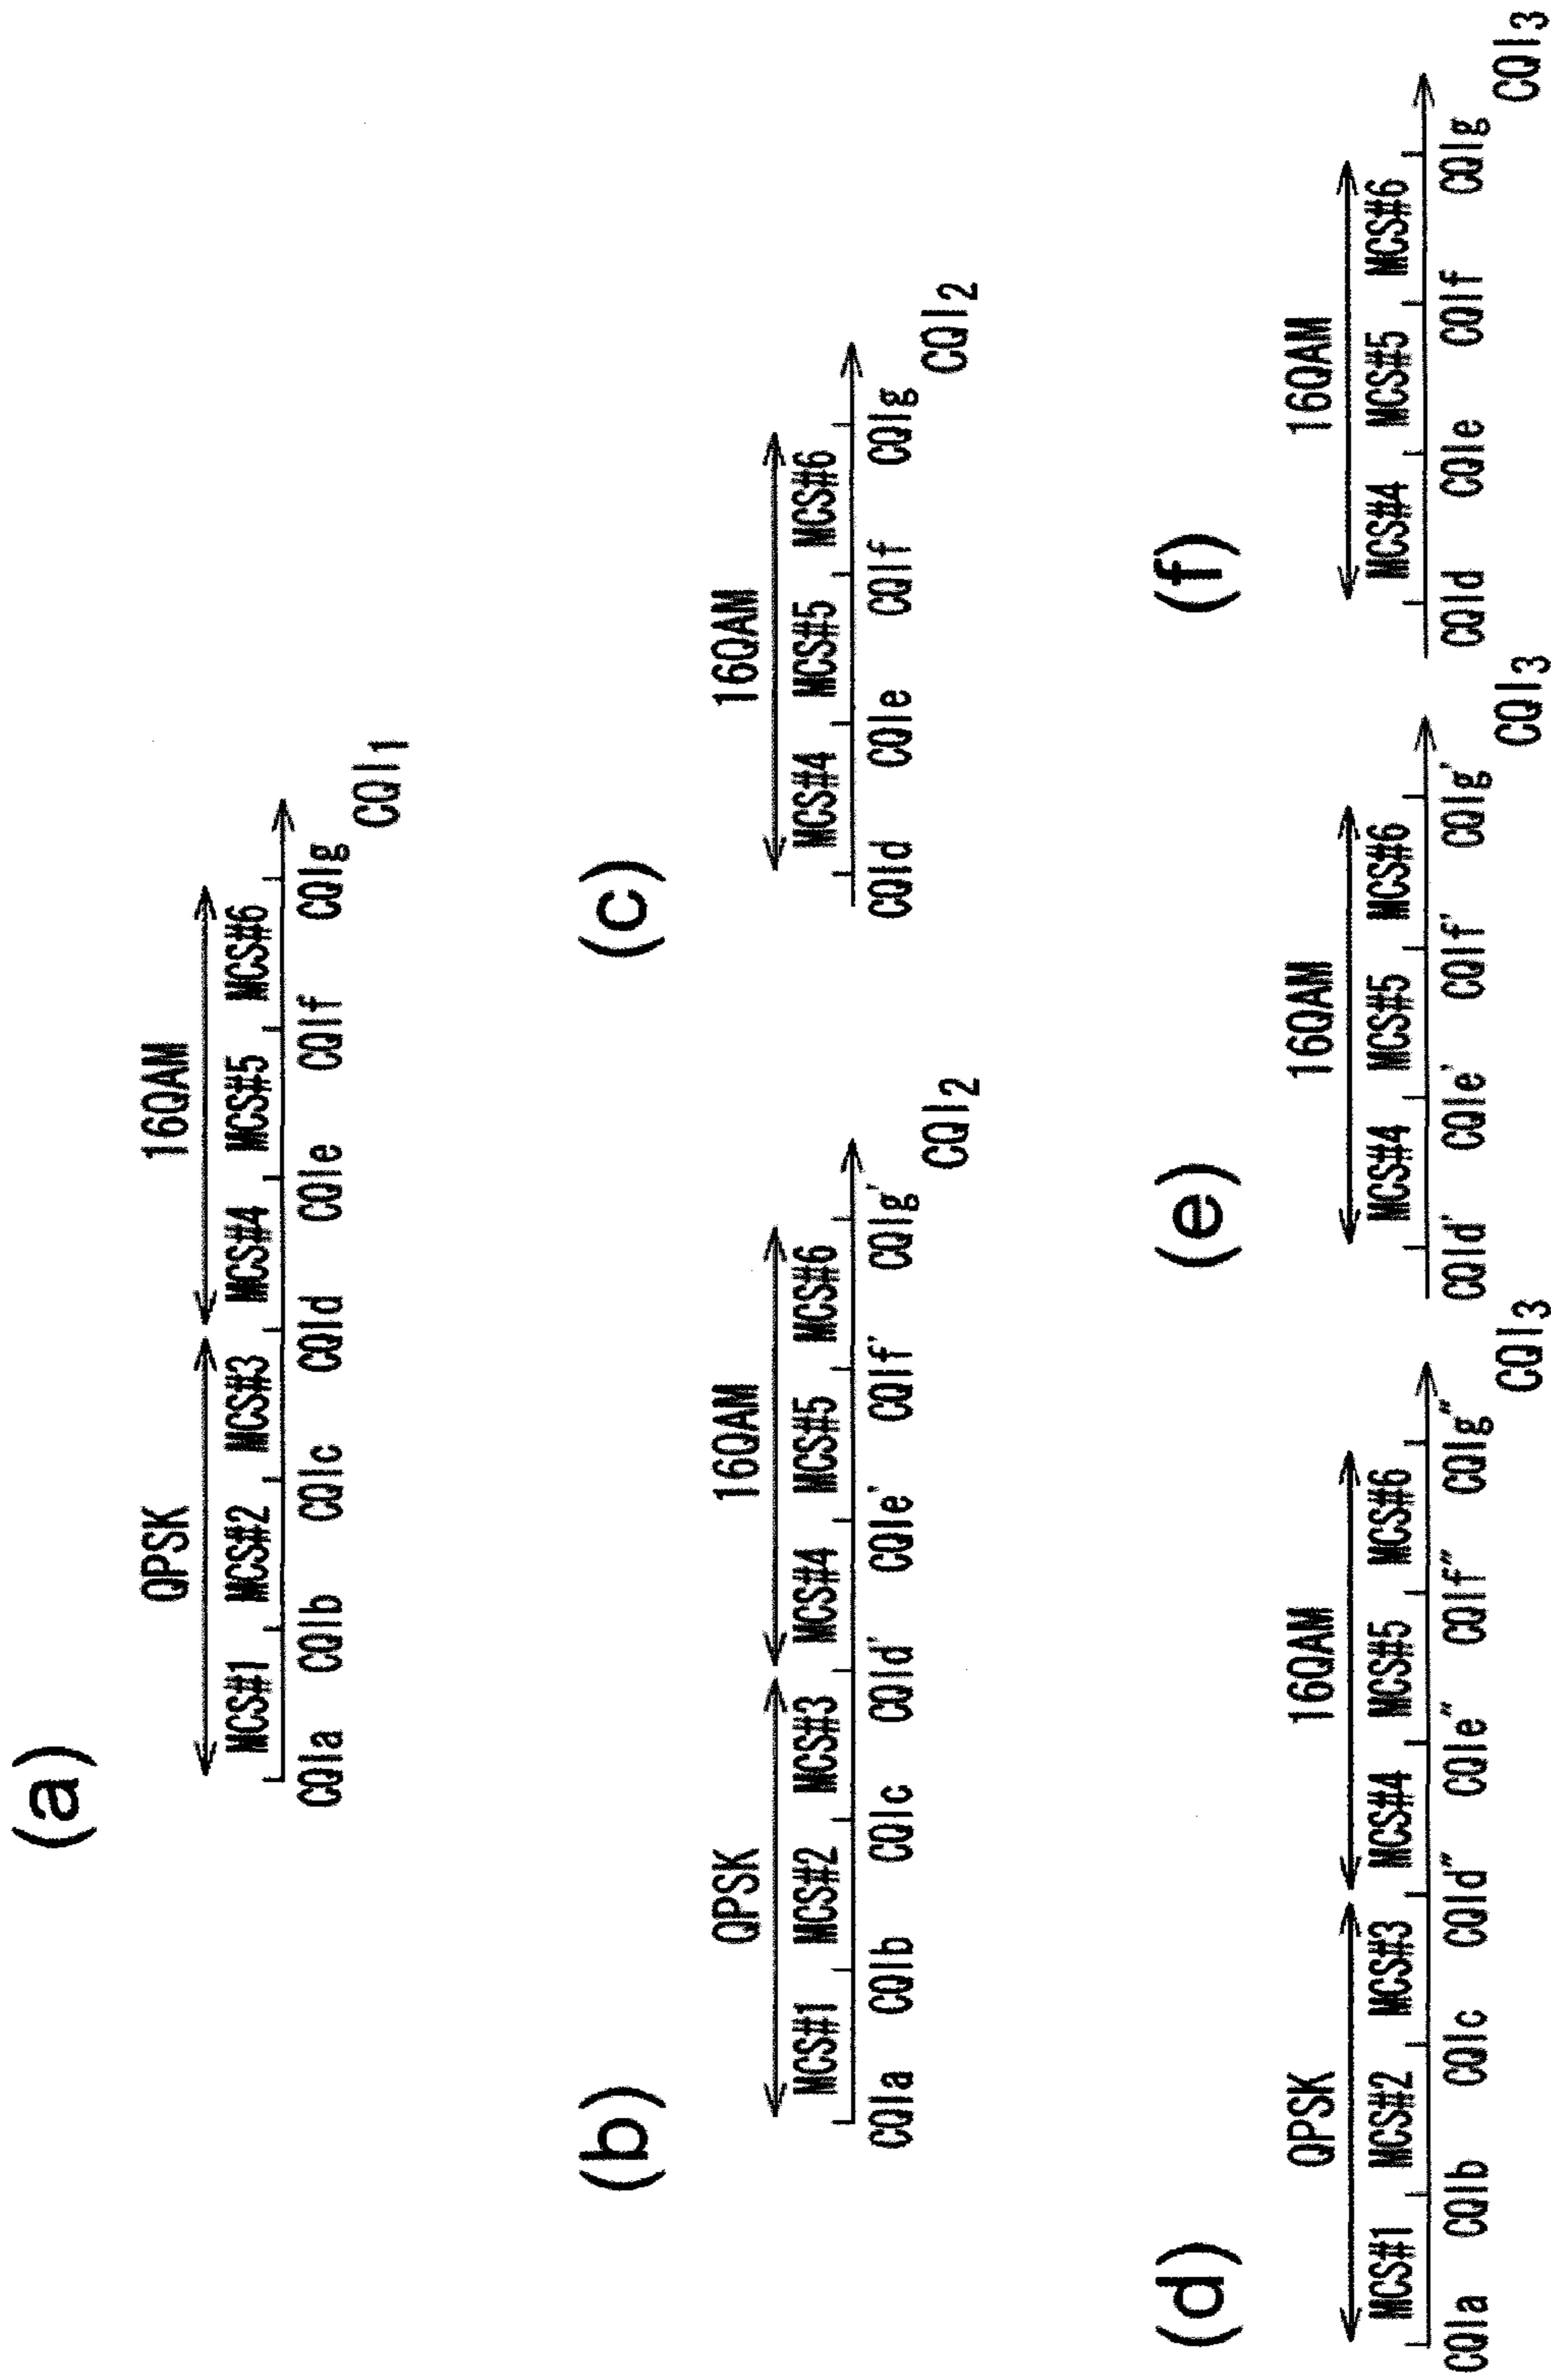 (a)
QPSK 16QAM
MCS#1 MCS#2 MCS#3 MCS#4 MCS#5 MCS#6
CQIa CQIb CQIc CQId CQIe CQIf CQIg
CQI1
(b)
QPSK 16QAM
MCS#1 MCS#2 MCS#3 MCS#4 MCS#5 MCS#6
CQIa CQIb CQIc CQId' CQIe' CQIf' CQIg'
CQI2
(c)
16QAM
MCS#4 MCS#5 MCS#6
CQId CQIe CQIf CQIg
CQI2
(d)
QPSK 16QAM
MCS#1 MCS#2 MCS#3 MCS#4 MCS#5 MCS#6
CQIa CQIb CQIc CQId" CQIe" CQIf" CQIg"
CQI3
(e)
16QAM
MCS#4 MCS#5 MCS#6
CQId' CQIe' CQIf' CQIg'
CQI3
(f)
16QAM
MCS#4 MCS#5 MCS#6
CQId CQIe CQIf CQIg
CQI3